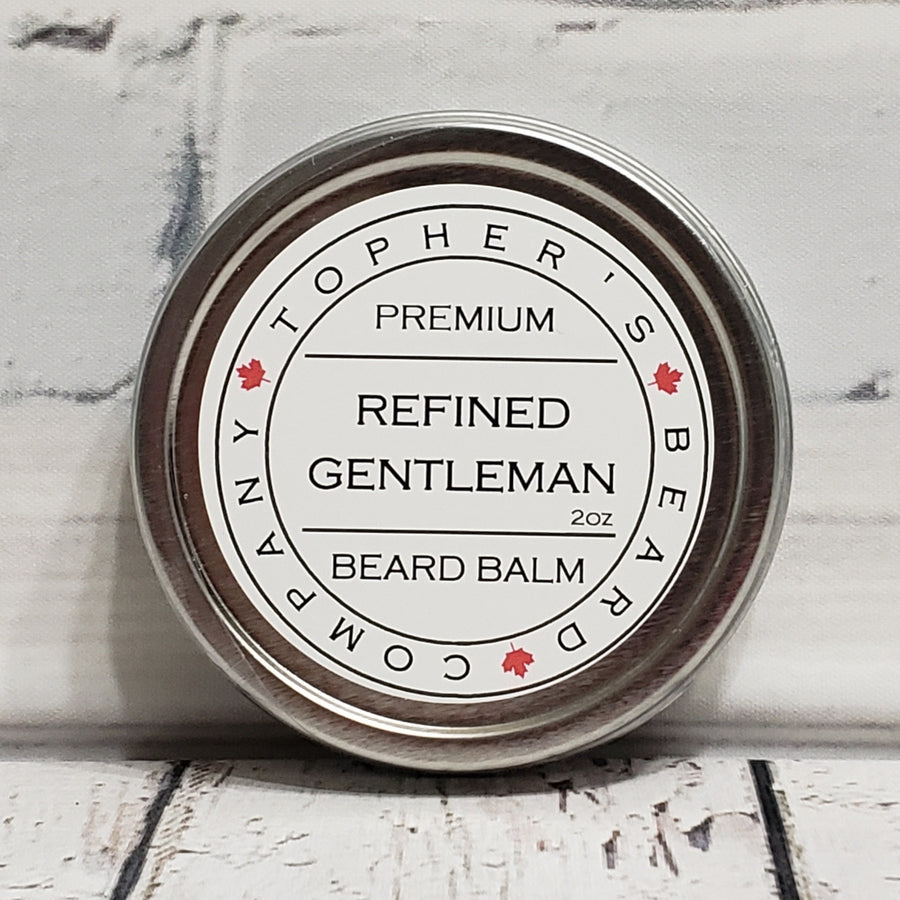 TOPHER'S BEARD COMPANY
PREMIUM
REFINED
GENTLEMAN
2oz
BEARD BALM